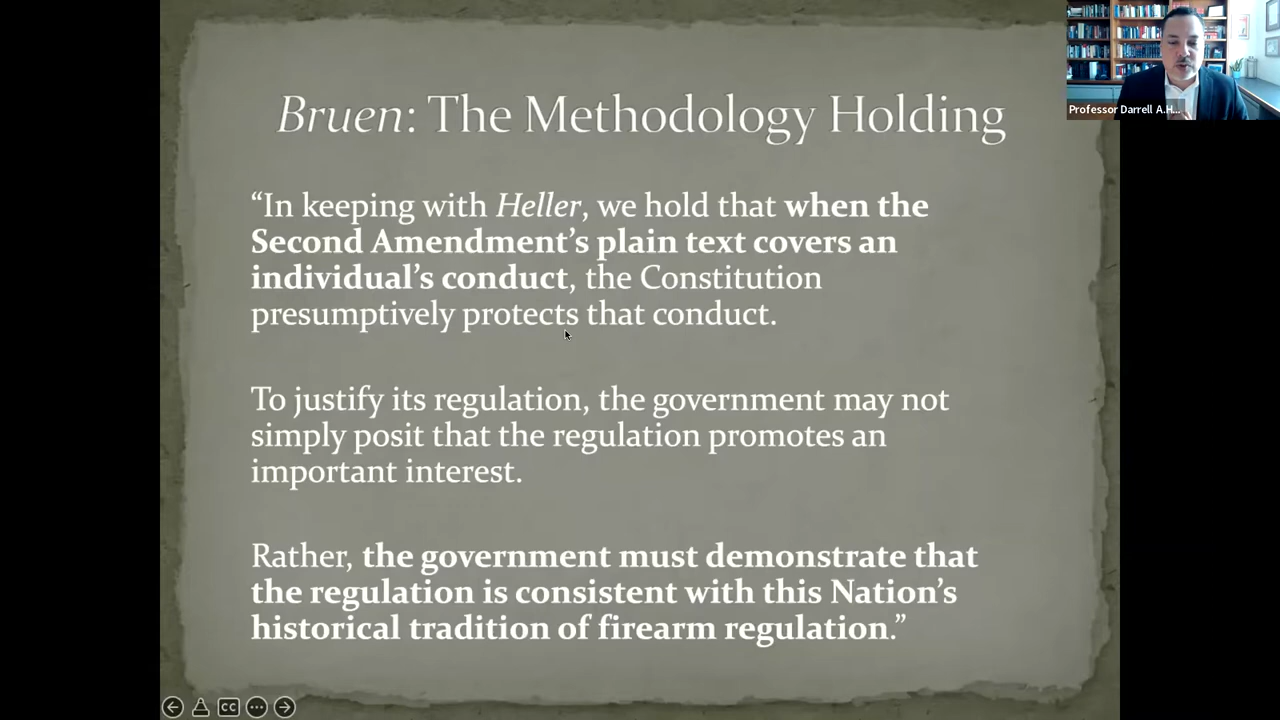 Bruen: The Methodology Holding
“In keeping with Heller, we hold that when the
Second Amendment’s plain text covers an
individual’s conduct, the Constitution
presumptively protects that conduct.
To justify its regulation, the government may not
simply posit that the regulation promotes an
important interest.
Rather, the government must demonstrate that
the regulation is consistent with this Nation’s
historical tradition of firearm regulation.”
Professor Darrell A.H...
CC